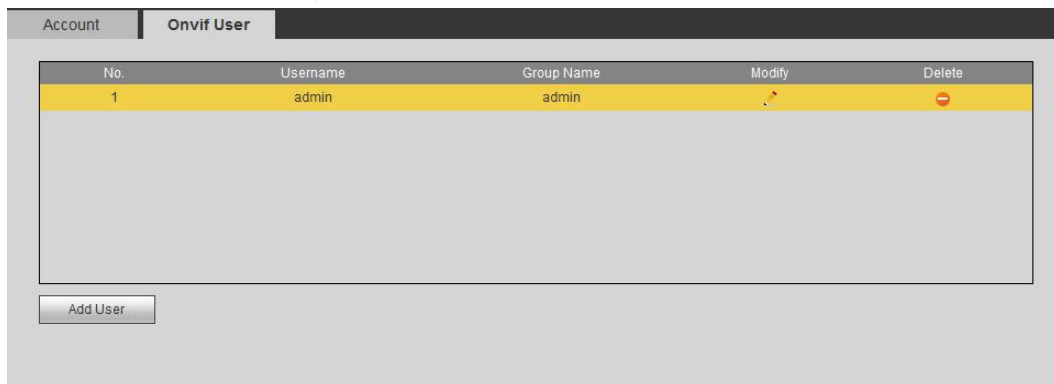 Account Onvif User
No. Username Group Name Modify Delete
1 admin admin
Add User